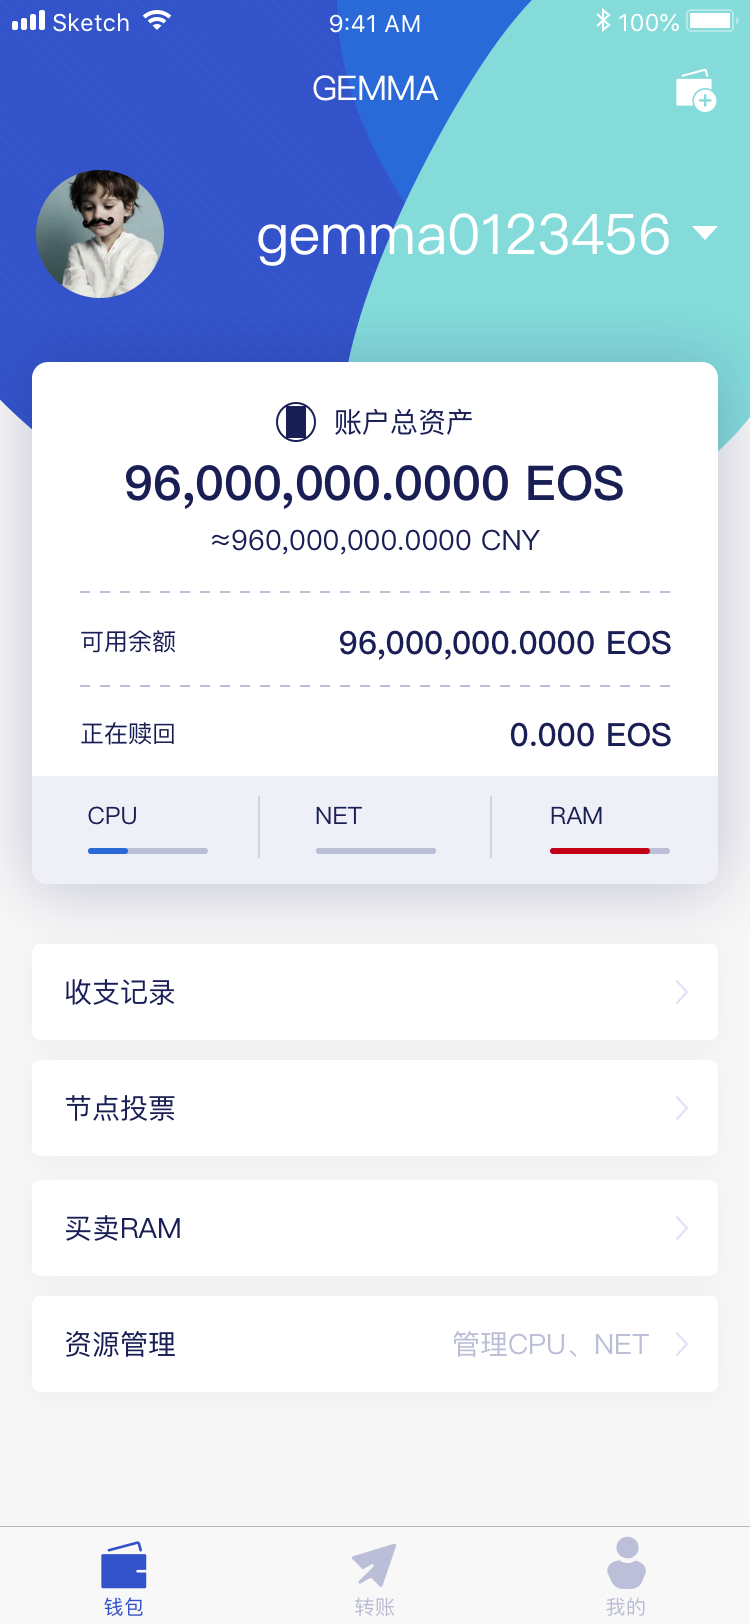 Sketch 9:41 AM 100%
GEMMA
gemma0123456
账户总资产
96,000,000.0000 EOS
≈960,000,000.0000 CNY
可用余额 96,000,000.0000 EOS
正在赎回 0.000 EOS
CPU NET RAM
收支记录
节点投票
买卖RAM
资源管理 管理CPU、NET
钱包 转账 我的